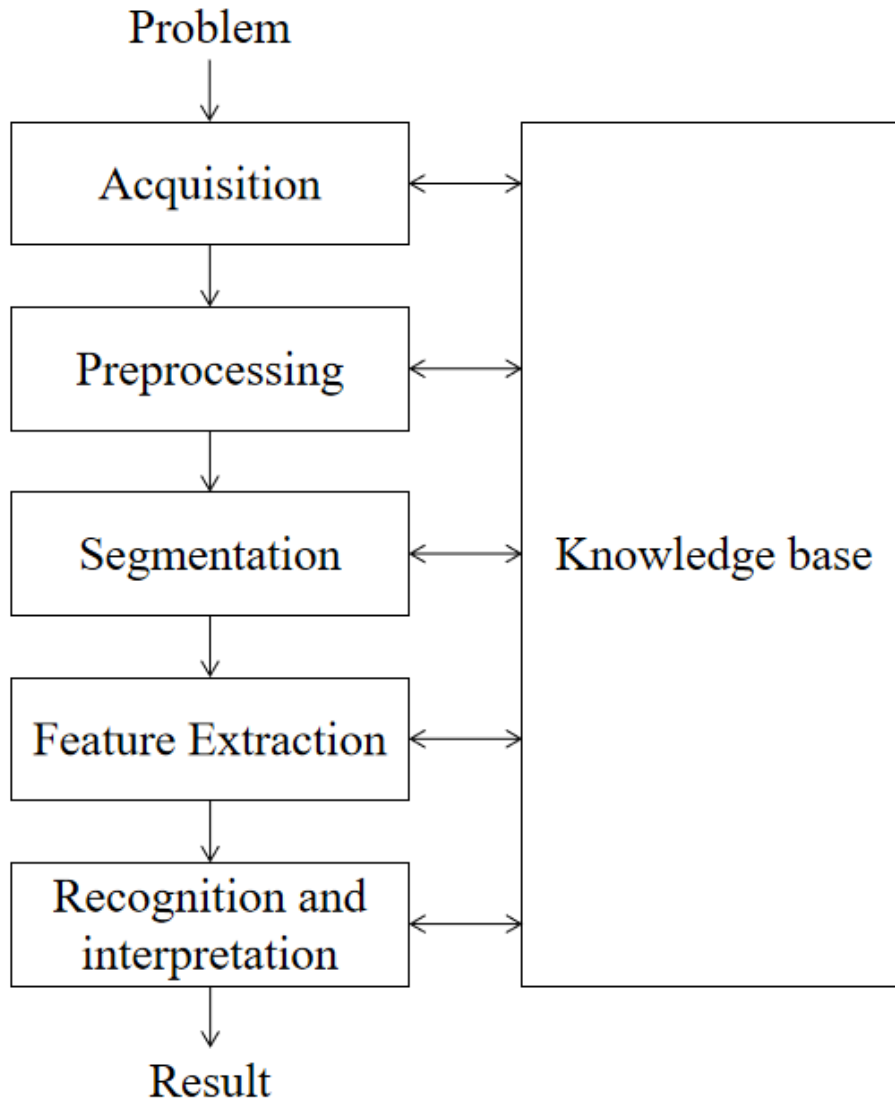 Problem
Acquisition
Preprocessing
Segmentation
Knowledge base
Feature Extraction
Recognition and
interpretation
Result